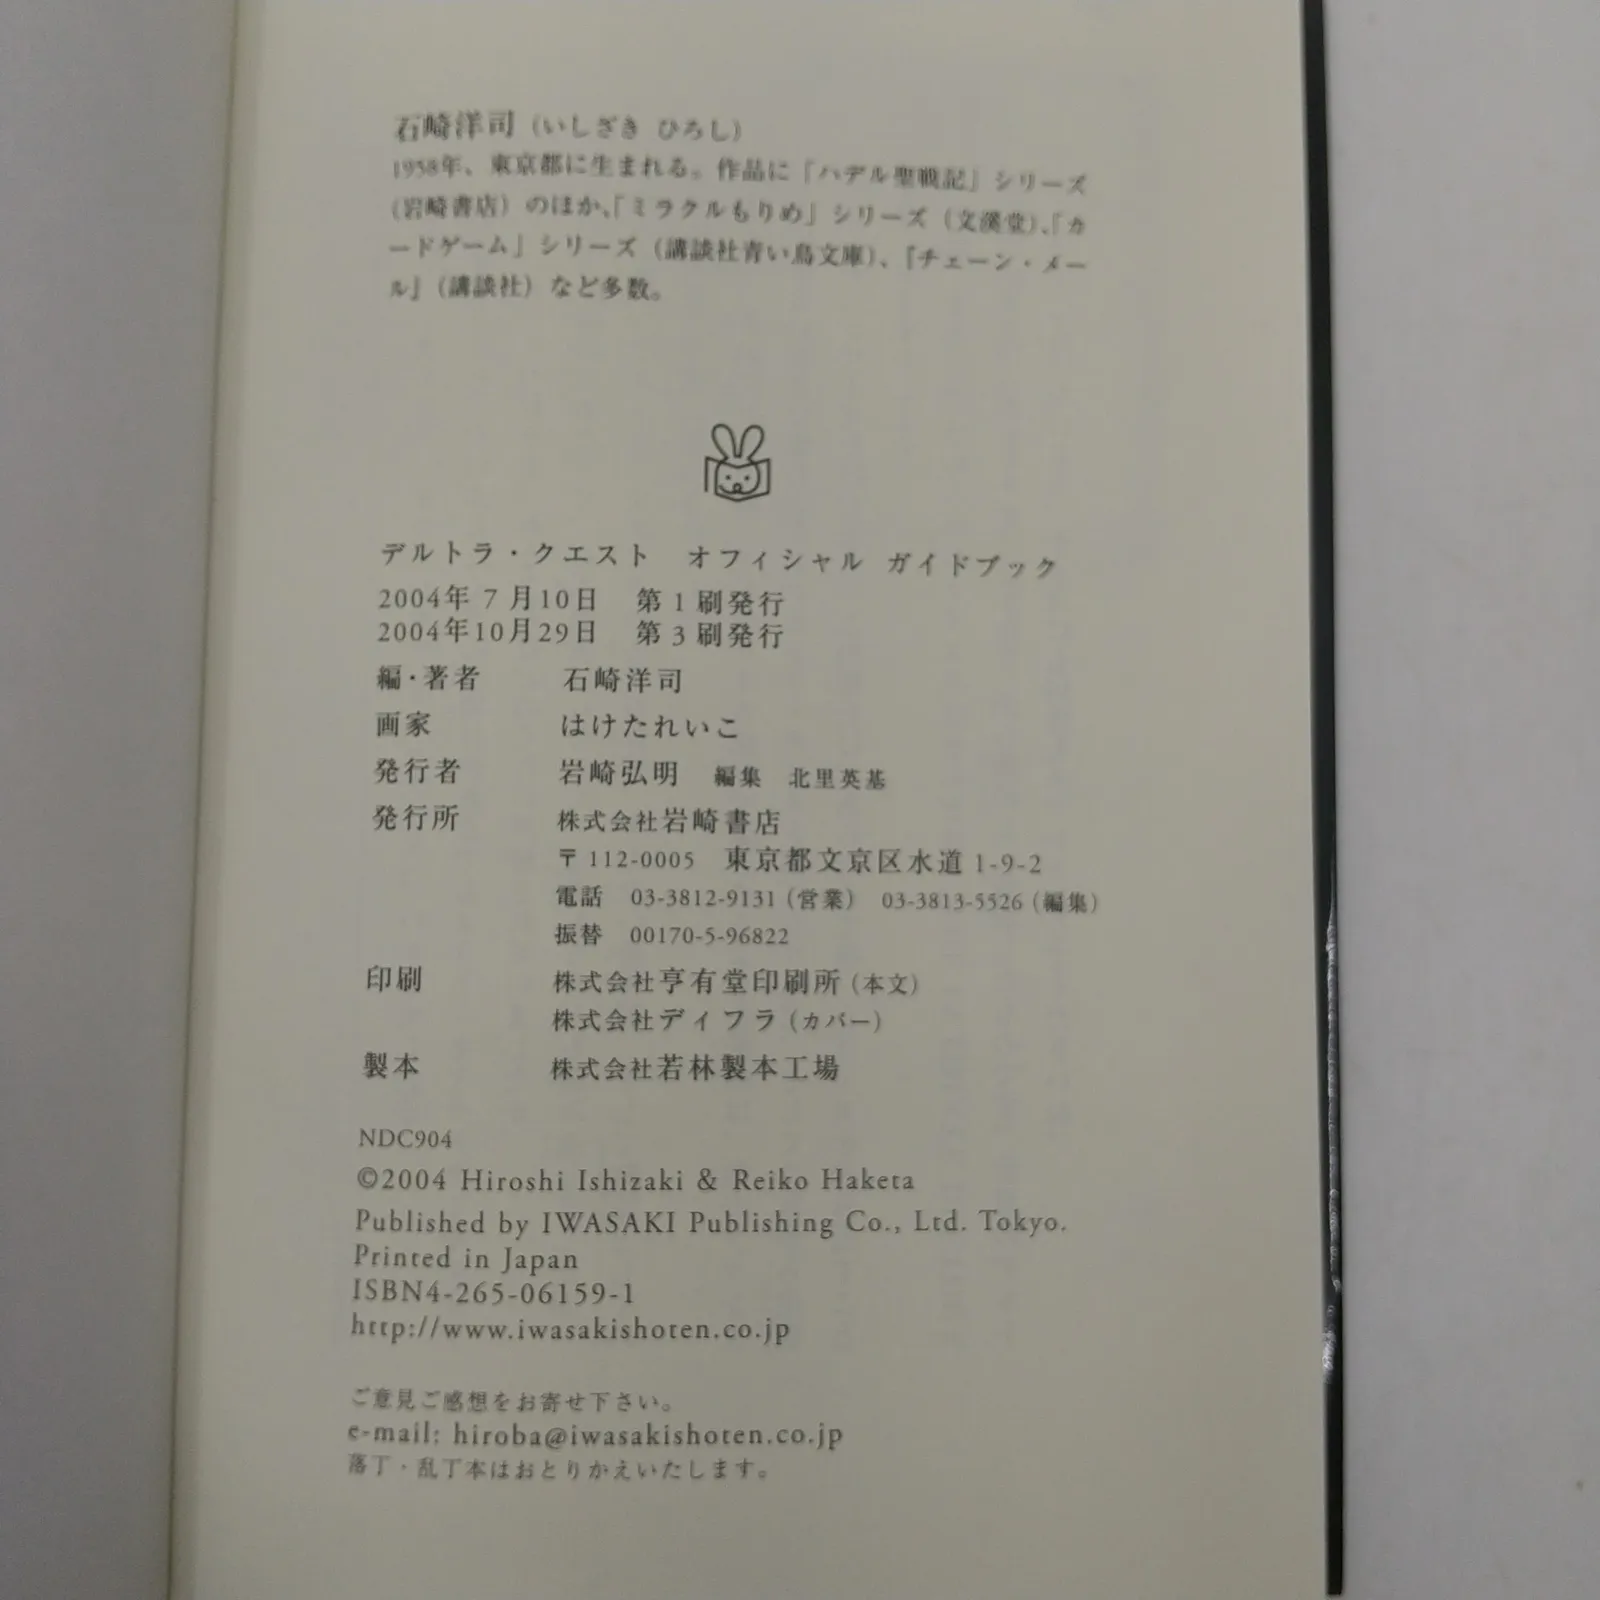 石崎洋司（いしざき ひろし）
1958年、東京都に生まれる。作品に「ハデル聖戦記」シリーズ
（岩崎書店）のほか、「ミラクルもりめ」シリーズ（文溪堂）、「カ
ードゲーム」シリーズ（講談社青い鳥文庫）、『チェーン・メー
ル』（講談社）など多数。
デルトラ・クエスト　オフィシャル ガイドブック
2004年 7 月10日　第 1 刷発行
2004年10月29日　第 3 刷発行
編・著者　石崎洋司
画家　はけたれいこ
発行者　岩崎弘明　編集　北里英基
発行所　株式会社岩崎書店
〒112-0005　東京都文京区水道 1-9-2
電話　03-3812-9131（営業）　03-3813-5526（編集）
振替　00170-5-96822
印刷　株式会社亨有堂印刷所（本文）
株式会社ディフラ（カバー）
製本　株式会社若林製本工場
NDC904
©2004 Hiroshi Ishizaki & Reiko Haketa
Published by IWASAKI Publishing Co., Ltd. Tokyo.
Printed in Japan
ISBN4-265-06159-1
http://www.iwasakishoten.co.jp
ご意見ご感想をお寄せ下さい。
e-mail: hiroba@iwasakishoten.co.jp
落丁・乱丁本はおとりかえいたします。